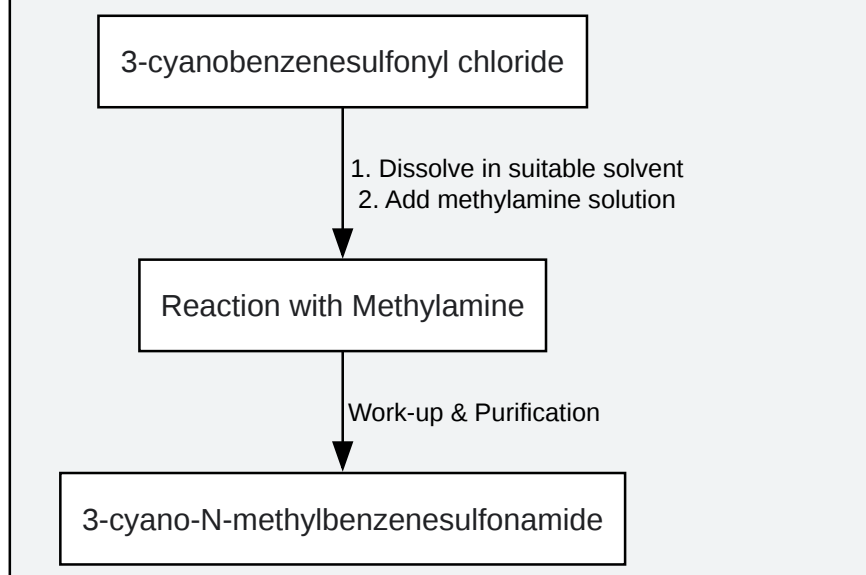 3-cyanobenzenesulfonyl chloride
1. Dissolve in suitable solvent
2. Add methylamine solution
Reaction with Methylamine
Work-up & Purification
3-cyano-N-methylbenzenesulfonamide